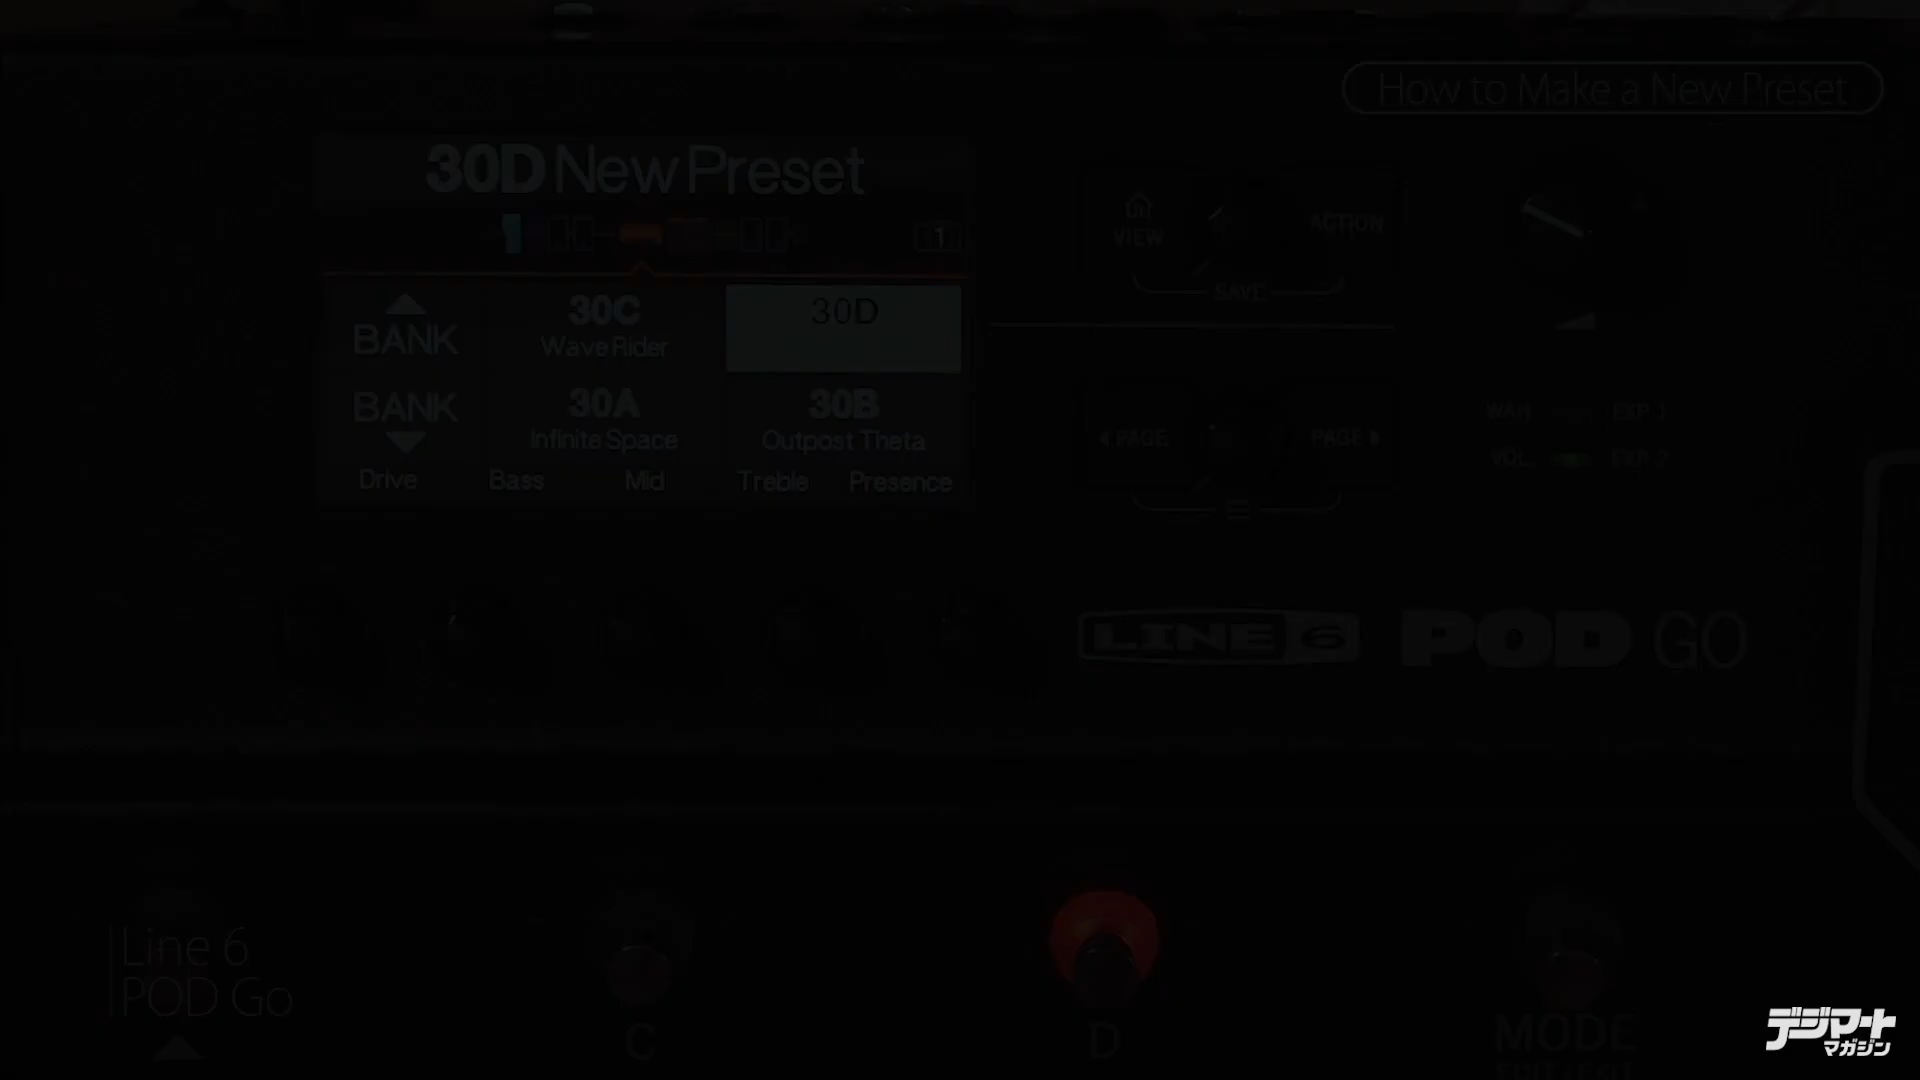 How to Make a New Preset
30D New Preset
1
BANK
30C
Wave Rider
30D
BANK
30A
Infinite Space
30B
Outpost Theta
Drive Bass Mid Treble Presence
VIEW
ACTION
SAVE
PAGE
PAGE
WAH EXP 1
VOL EXP 2
LINE 6 POD GO
Line 6
POD Go
C
D
MODE
デジマート
マガジン